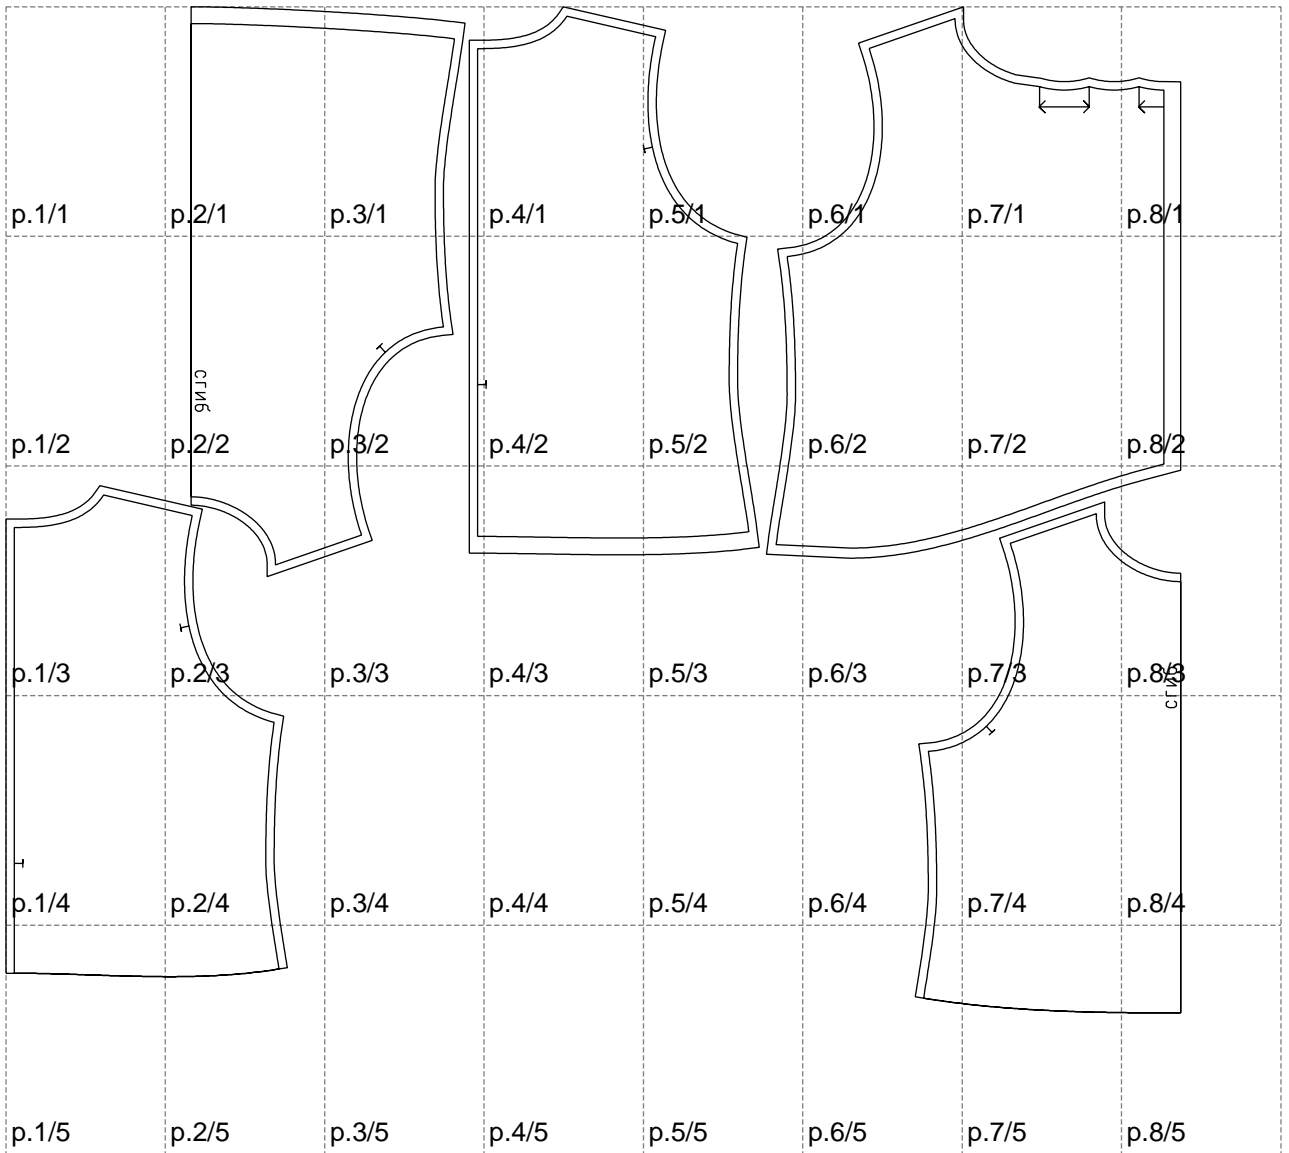 p.1/1 p.2/1 p.3/1 p.4/1 p.5/1 p.6/1 p.7/1 p.8/1
сгиб
p.1/2 p.2/2 p.3/2 p.4/2 p.5/2 p.6/2 p.7/2 p.8/2
p.1/3 p.2/3 p.3/3 p.4/3 p.5/3 p.6/3 p.7/3 p.8/3
сгиб
p.1/4 p.2/4 p.3/4 p.4/4 p.5/4 p.6/4 p.7/4 p.8/4
p.1/5 p.2/5 p.3/5 p.4/5 p.5/5 p.6/5 p.7/5 p.8/5